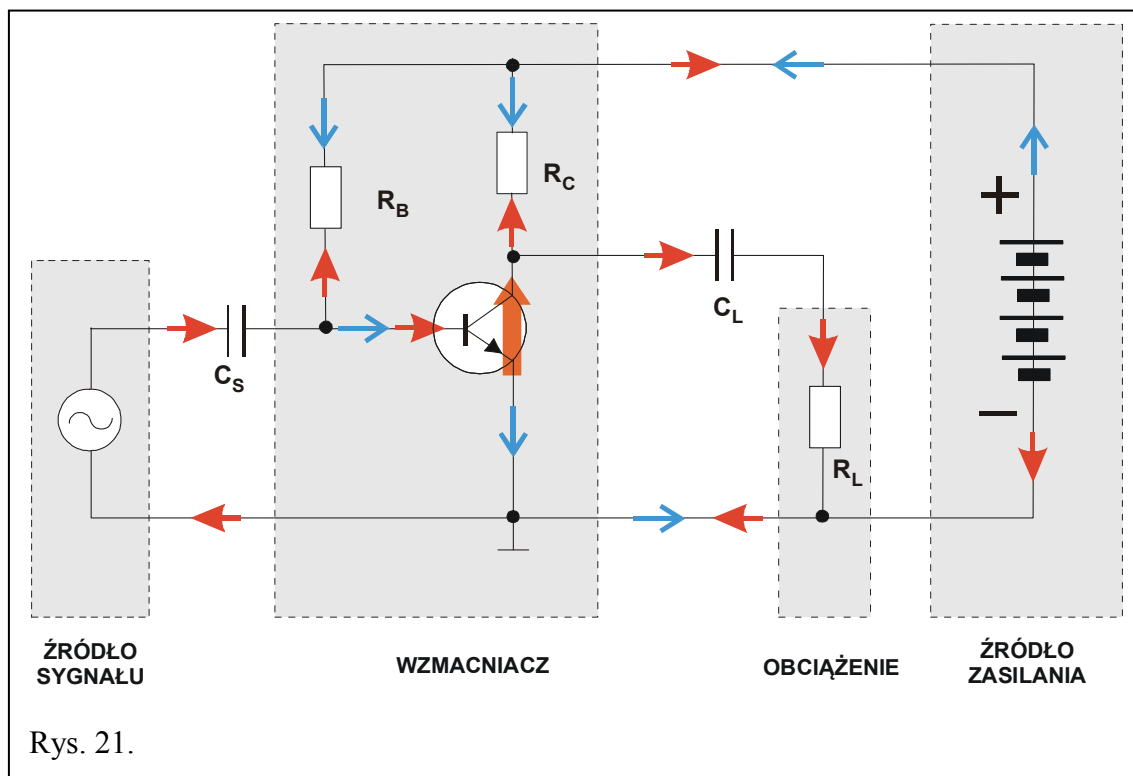 R_B
R_C
C_S
C_L
R_L
+
−
ŹRÓDŁO
SYGNAŁU
WZMACNIACZ
OBCIĄŻENIE
ŹRÓDŁO
ZASILANIA
Rys. 21.